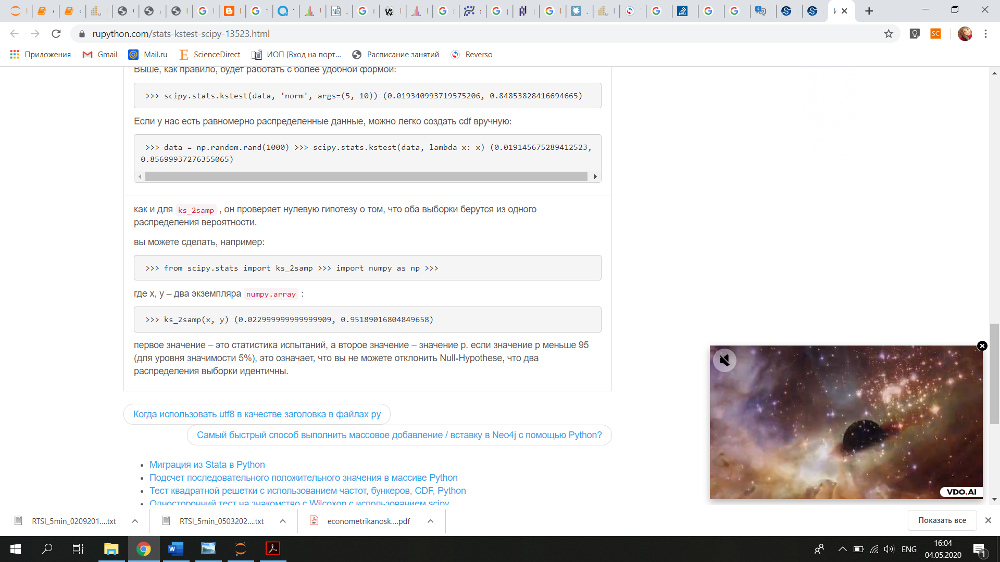 rupython.com/stats-kstest-scipy-13523.html
SC
Приложения
Gmail
Mail.ru
ScienceDirect
ИОП [Вход на порт...
Расписание занятий
Reverso
Выше, как правило, будет работать с более удобной формой:
>>> scipy.stats.kstest(data, 'norm', args=(5, 10)) (0.019340993719575206, 0.84853828416694665)
Если у нас есть равномерно распределенные данные, можно легко создать cdf вручную:
>>> data = np.random.rand(1000) >>> scipy.stats.kstest(data, lambda x: x) (0.019145675289412523,
0.85699937276355065)
как и для ks_2samp , он проверяет нулевую гипотезу о том, что оба выборки берутся из одного
распределения вероятности.
вы можете сделать, например:
>>> from scipy.stats import ks_2samp >>> import numpy as np >>>
где x, y – два экземпляра numpy.array :
>>> ks_2samp(x, y) (0.022999999999999909, 0.95189016804849658)
первое значение – это статистика испытаний, а второе значение – значение p. если значение p меньше 95
(для уровня значимости 5%), это означает, что вы не можете отклонить Null-Hypothese, что два
распределения выборки идентичны.
Когда использовать utf8 в качестве заголовка в файлах py
Самый быстрый способ выполнить массовое добавление / вставку в Neo4j с помощью Python?
Миграция из Stata в Python
Подсчет последовательного положительного значения в массиве Python
Тест квадратной решетки с использованием частот, бункеров, CDF, Python
Односторонний тест на знакомство с Wilcoxon с использованием scipy
VDO.AI
RTSI_5min_0209201....txt
RTSI_5min_0503202....txt
econometrikanosk....pdf
Показать все
ENG
16:04
04.05.2020
1